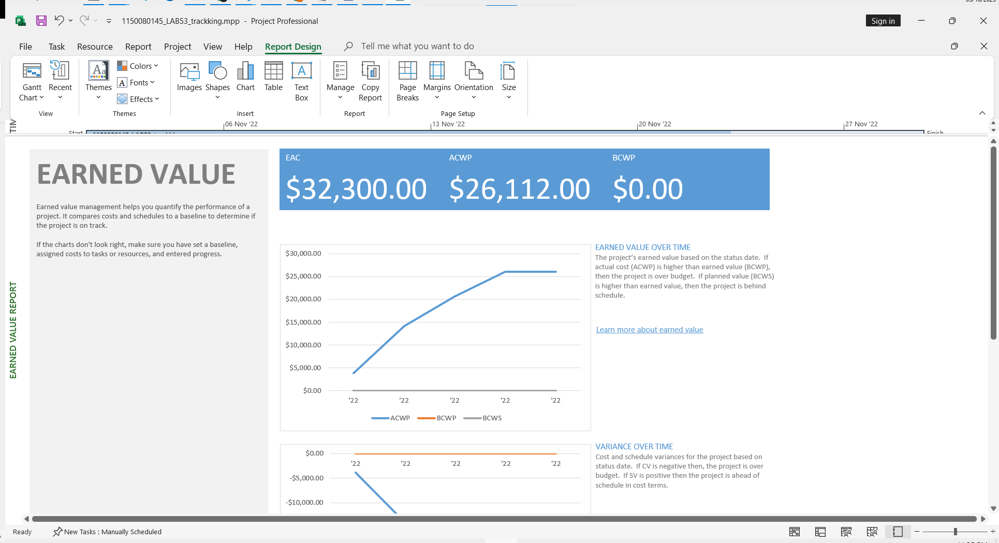 1150080145_LAB53_trackking.mpp - Project Professional
Sign in
File Task Resource Report Project View Help Report Design Tell me what you want to do
Gantt Chart
Recent
View
Themes
Colors
Fonts
Effects
Themes
Images
Shapes
Chart
Table
Text Box
Insert
Manage
Copy Report
Report
Page Breaks
Margins
Orientation
Size
Page Setup
06 Nov '22 13 Nov '22 20 Nov '22 27 Nov '22
Start
Finish
EARNED VALUE REPORT
EARNED VALUE
Earned value management helps you quantify the performance of a
project. It compares costs and schedules to a baseline to determine if
the project is on track.
If the charts don't look right, make sure you have set a baseline,
assigned costs to tasks or resources, and entered progress.
EAC ACWP BCWP
$32,300.00 $26,112.00 $0.00
$30,000.00
$25,000.00
$20,000.00
$15,000.00
$10,000.00
$5,000.00
$0.00
'22 '22 '22 '22 '22
ACWP BCWP BCWS
EARNED VALUE OVER TIME
The project's earned value based on the status date. If
actual cost (ACWP) is higher than earned value (BCWP),
then the project is over budget. If planned value (BCWS)
is higher than earned value, then the project is behind
schedule.
Learn more about earned value
$0.00
'22 '22 '22 '22 '22
-$5,000.00
-$10,000.00
VARIANCE OVER TIME
Cost and schedule variances for the project based on
status date. If CV is negative then, the project is over
budget. If SV is positive then the project is ahead of
schedule in cost terms.
Ready New Tasks : Manually Scheduled